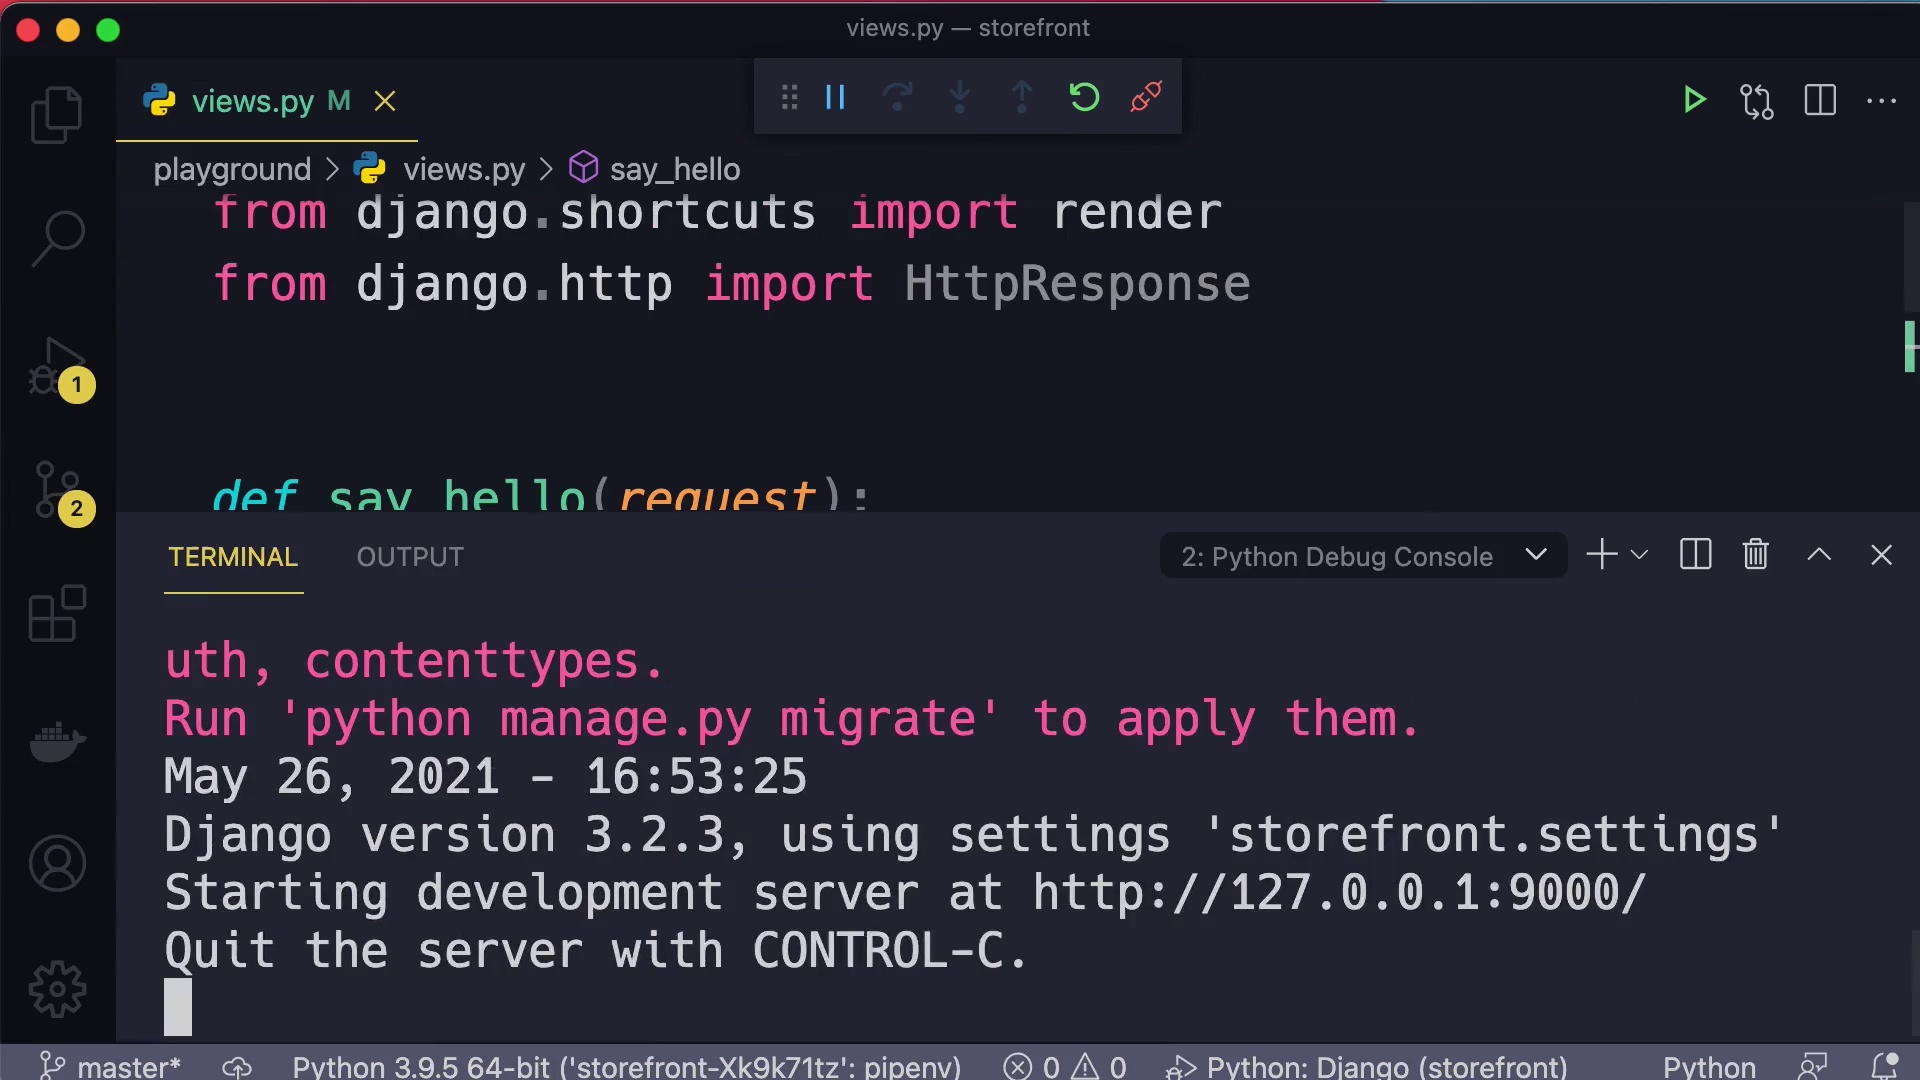 views.py — storefront
views.py M
playground > views.py > say_hello
from django.shortcuts import render
from django.http import HttpResponse
def say_hello(request):
TERMINAL OUTPUT 2: Python Debug Console
uth, contenttypes.
Run 'python manage.py migrate' to apply them.
May 26, 2021 - 16:53:25
Django version 3.2.3, using settings 'storefront.settings'
Starting development server at http://127.0.0.1:9000/
Quit the server with CONTROL-C.
1
2
master* Python 3.9.5 64-bit ('storefront-Xk9k71tz': pipenv) 0 0 Python: Django (storefront) Python